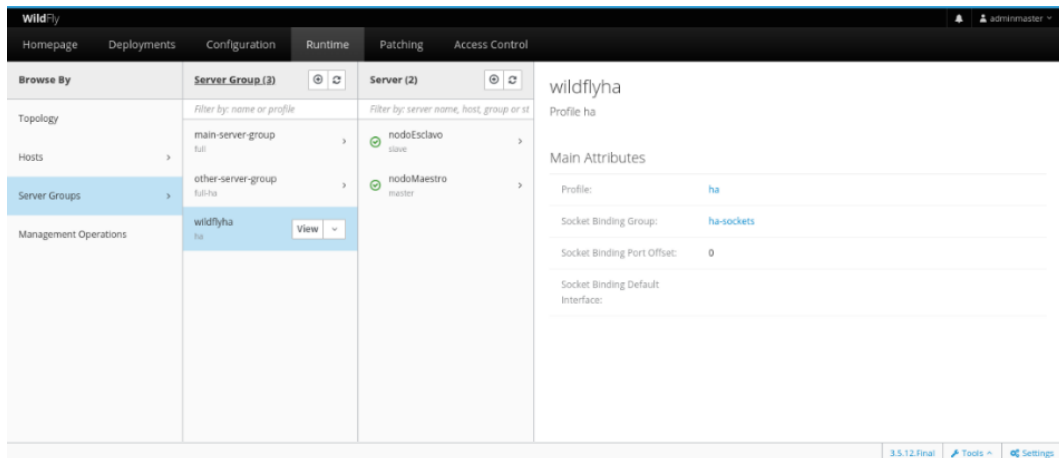 WildFly
adminmaster
Homepage Deployments Configuration Runtime Patching Access Control
Browse By
Topology
Hosts
Server Groups
Management Operations
Server Group (3)
Filter by: name or profile
main-server-group
full
other-server-group
full-ha
wildflyha
ha
View
Server (2)
Filter by: server name, host, group or st
nodoEsclavo
slave
nodoMaestro
master
wildflyha
Profile ha
Main Attributes
Profile: ha
Socket Binding Group: ha-sockets
Socket Binding Port Offset: 0
Socket Binding Default
Interface:
3.5.12.Final Tools Settings